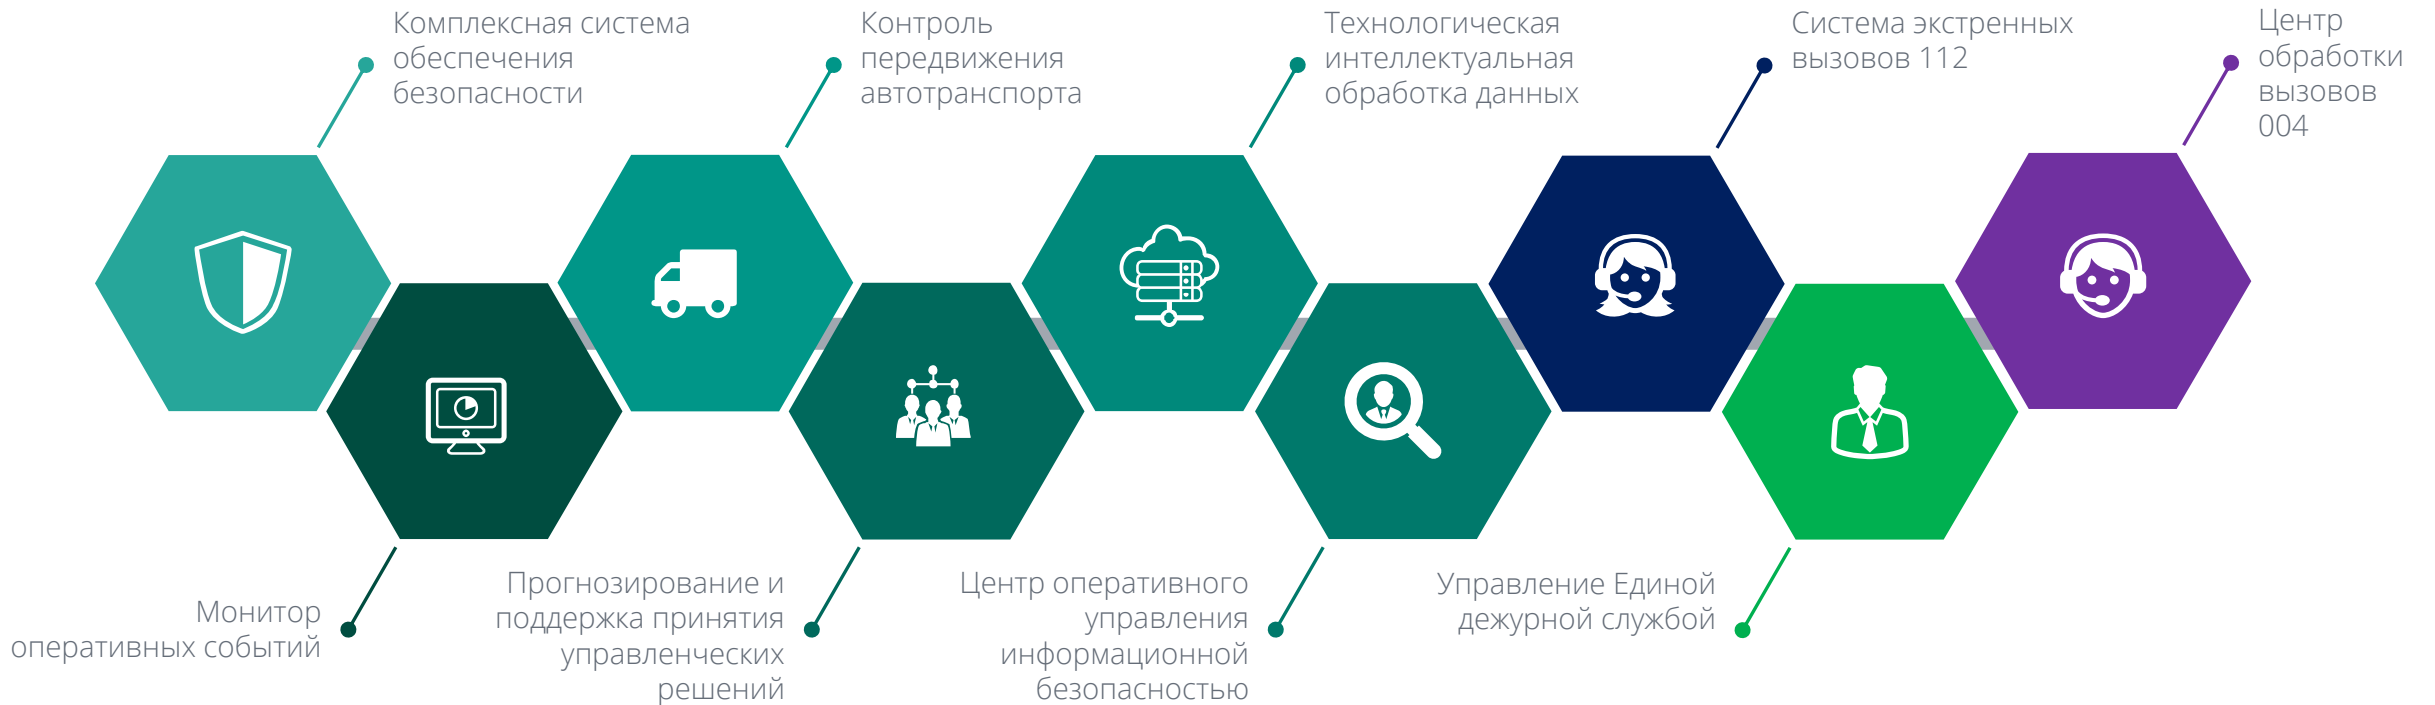 Комплексная система
обеспечения
безопасности
Контроль
передвижения
автотранспорта
Технологическая
интеллектуальная
обработка данных
Система экстренных
вызовов 112
Центр
обработки
вызовов
004
Монитор
оперативных событий
Прогнозирование и
поддержка принятия
управленческих
решений
Центр оперативного
управления
информационной
безопасностью
Управление Единой
дежурной службой